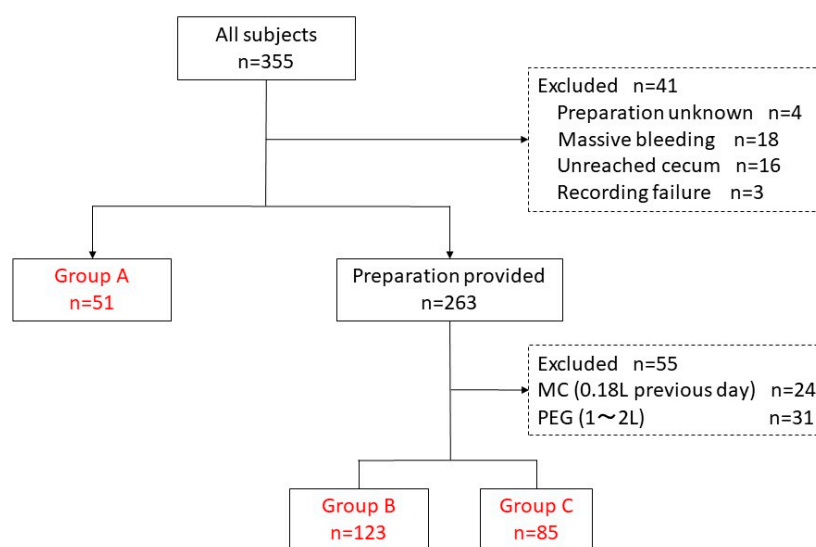 All subjects
n=355
Excluded n=41
Preparation unknown n=4
Massive bleeding n=18
Unreached cecum n=16
Recording failure n=3
Group A
n=51
Preparation provided
n=263
Excluded n=55
MC (0.18L previous day) n=24
PEG (1～2L) n=31
Group B
n=123
Group C
n=85